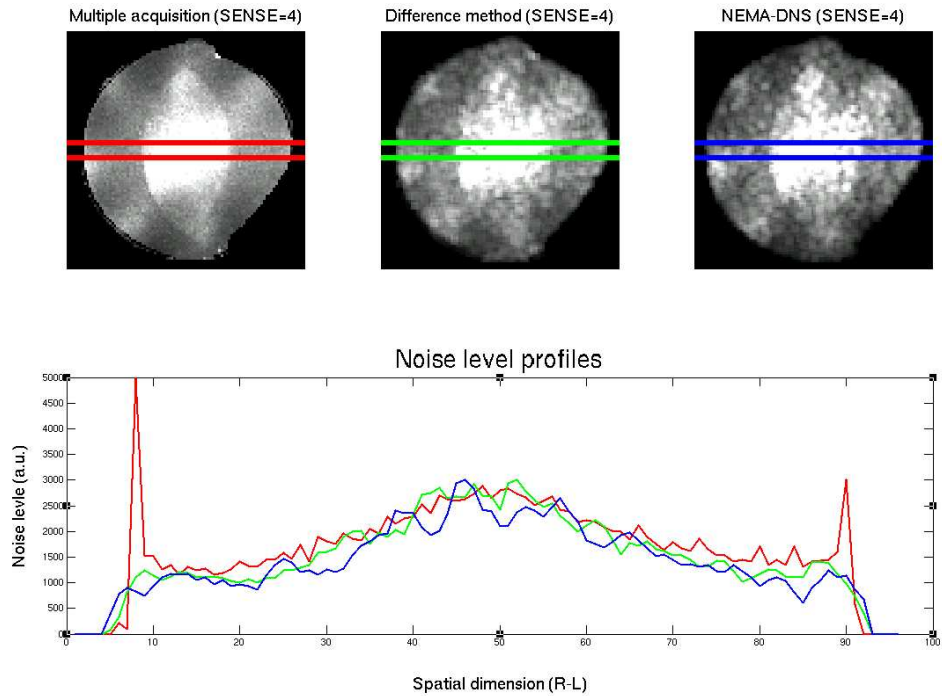 Multiple acquisition (SENSE=4)
Difference method (SENSE=4)
NEMA-DNS (SENSE=4)
Noise level profiles
5000
4500
4000
3500
3000
2500
2000
1500
1000
500
0
Noise levle (a.u.)
0 10 20 30 40 50 60 70 80 90 100
Spatial dimension (R-L)